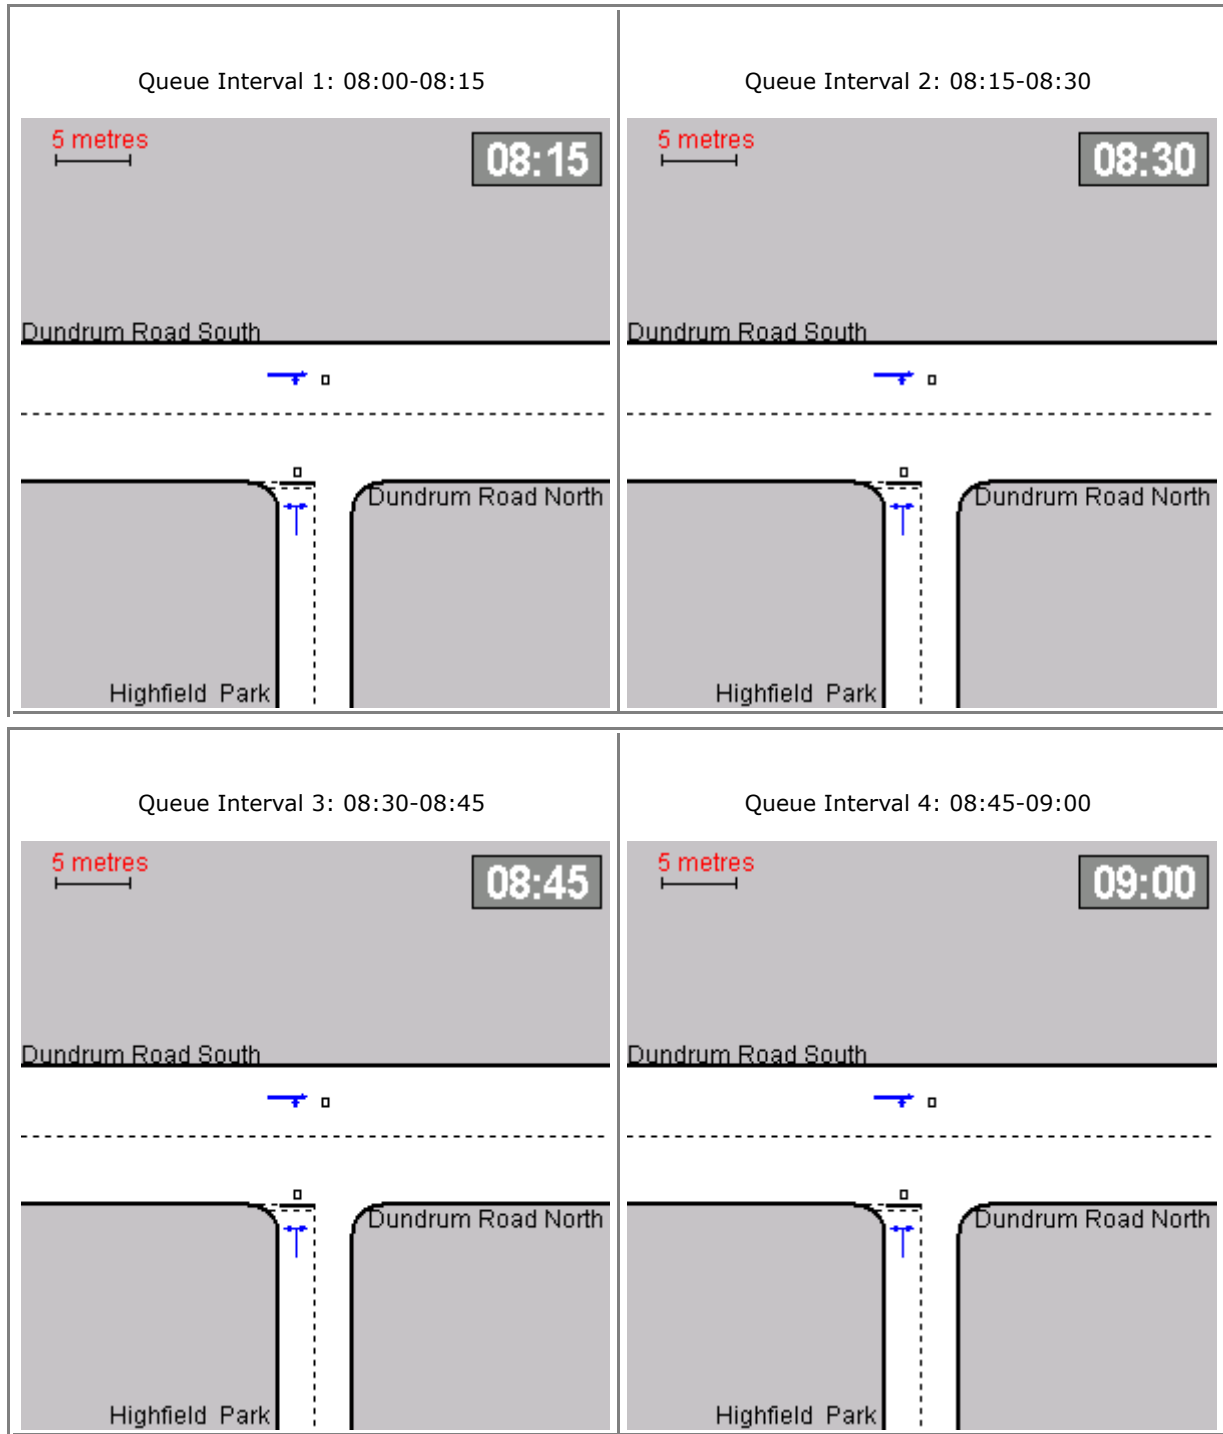 Queue Interval 1: 08:00-08:15
5 metres
08:15
Dundrum Road South
Dundrum Road North
Highfield Park
Queue Interval 2: 08:15-08:30
5 metres
08:30
Dundrum Road South
Dundrum Road North
Highfield Park
Queue Interval 3: 08:30-08:45
5 metres
08:45
Dundrum Road South
Dundrum Road North
Highfield Park
Queue Interval 4: 08:45-09:00
5 metres
09:00
Dundrum Road South
Dundrum Road North
Highfield Park